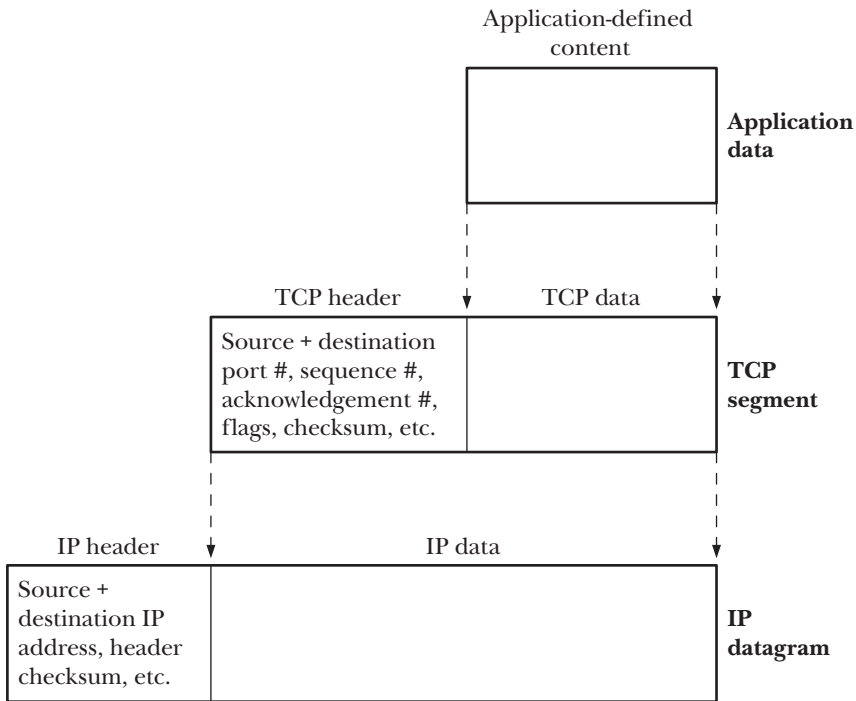 Application-defined
content
Application
data
TCP header
TCP data
Source + destination
port #, sequence #,
acknowledgement #,
flags, checksum, etc.
TCP
segment
IP header
IP data
Source +
destination IP
address, header
checksum, etc.
IP
datagram